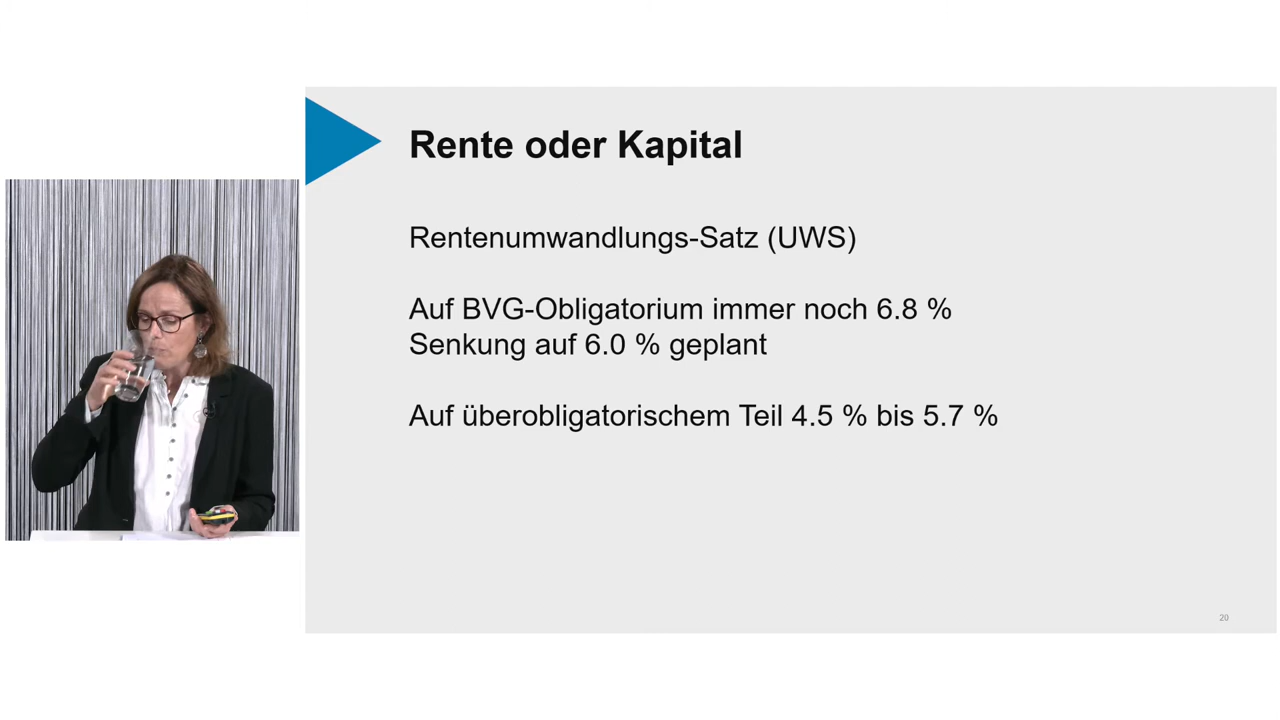 Rente oder Kapital
Rentenumwandlungs-Satz (UWS)
Auf BVG-Obligatorium immer noch 6.8 %
Senkung auf 6.0 % geplant
Auf überobligatorischem Teil 4.5 % bis 5.7 %
20